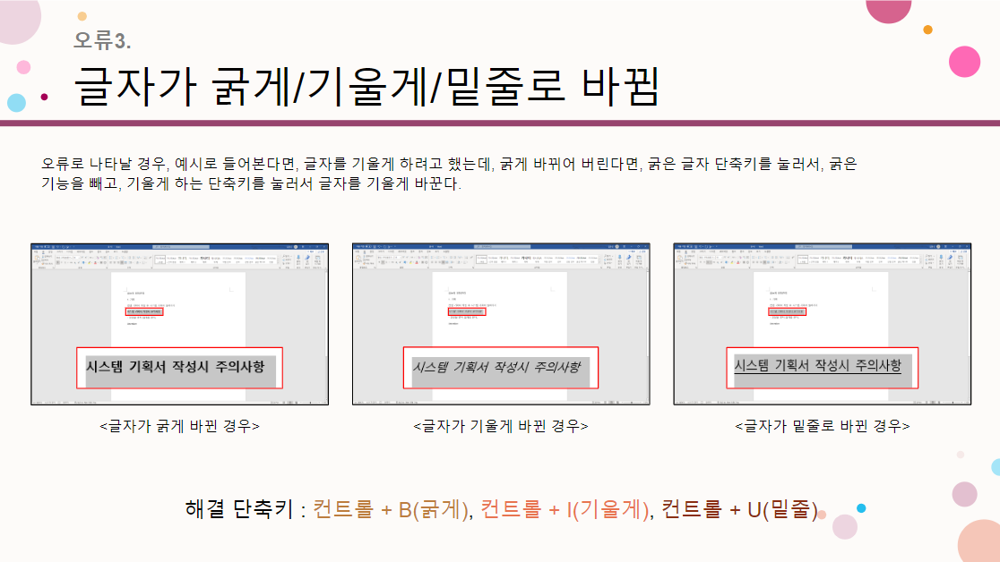 오류3.
글자가 굵게/기울게/밑줄로 바뀜
오류로 나타날 경우, 예시로 들어본다면, 글자를 기울게 하려고 했는데, 굵게 바뀌어 버린다면, 굵은 글자 단축키를 눌러서, 굵은
기능을 빼고, 기울게 하는 단축키를 눌러서 글자를 기울게 바꾼다.
시스템 기획서 작성시 주의사항
시스템 기획서 작성시 주의사항
시스템 기획서 작성시 주의사항
<글자가 굵게 바뀐 경우>
<글자가 기울게 바뀐 경우>
<글자가 밑줄로 바뀐 경우>
해결 단축키 : 컨트롤 + B(굵게), 컨트롤 + I(기울게), 컨트롤 + U(밑줄)